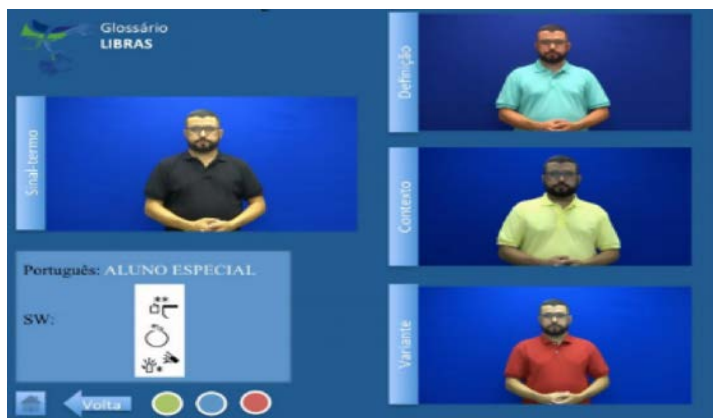 Glossário
LIBRAS
Sinal-termo
Português: ALUNO ESPECIAL
SW:
Volta
Definição
Contexto
Variante